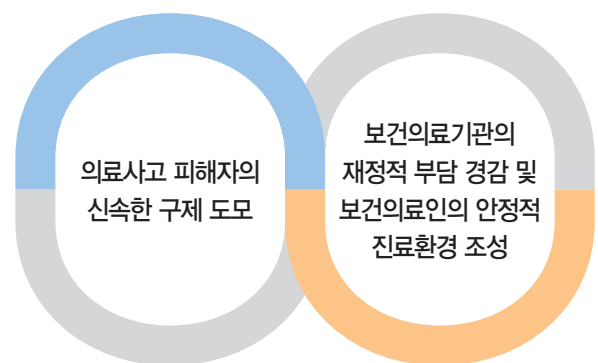 의료사고 피해자의
신속한 구제 도모
보건의료기관의
재정적 부담 경감 및
보건의료인의 안정적
진료환경 조성